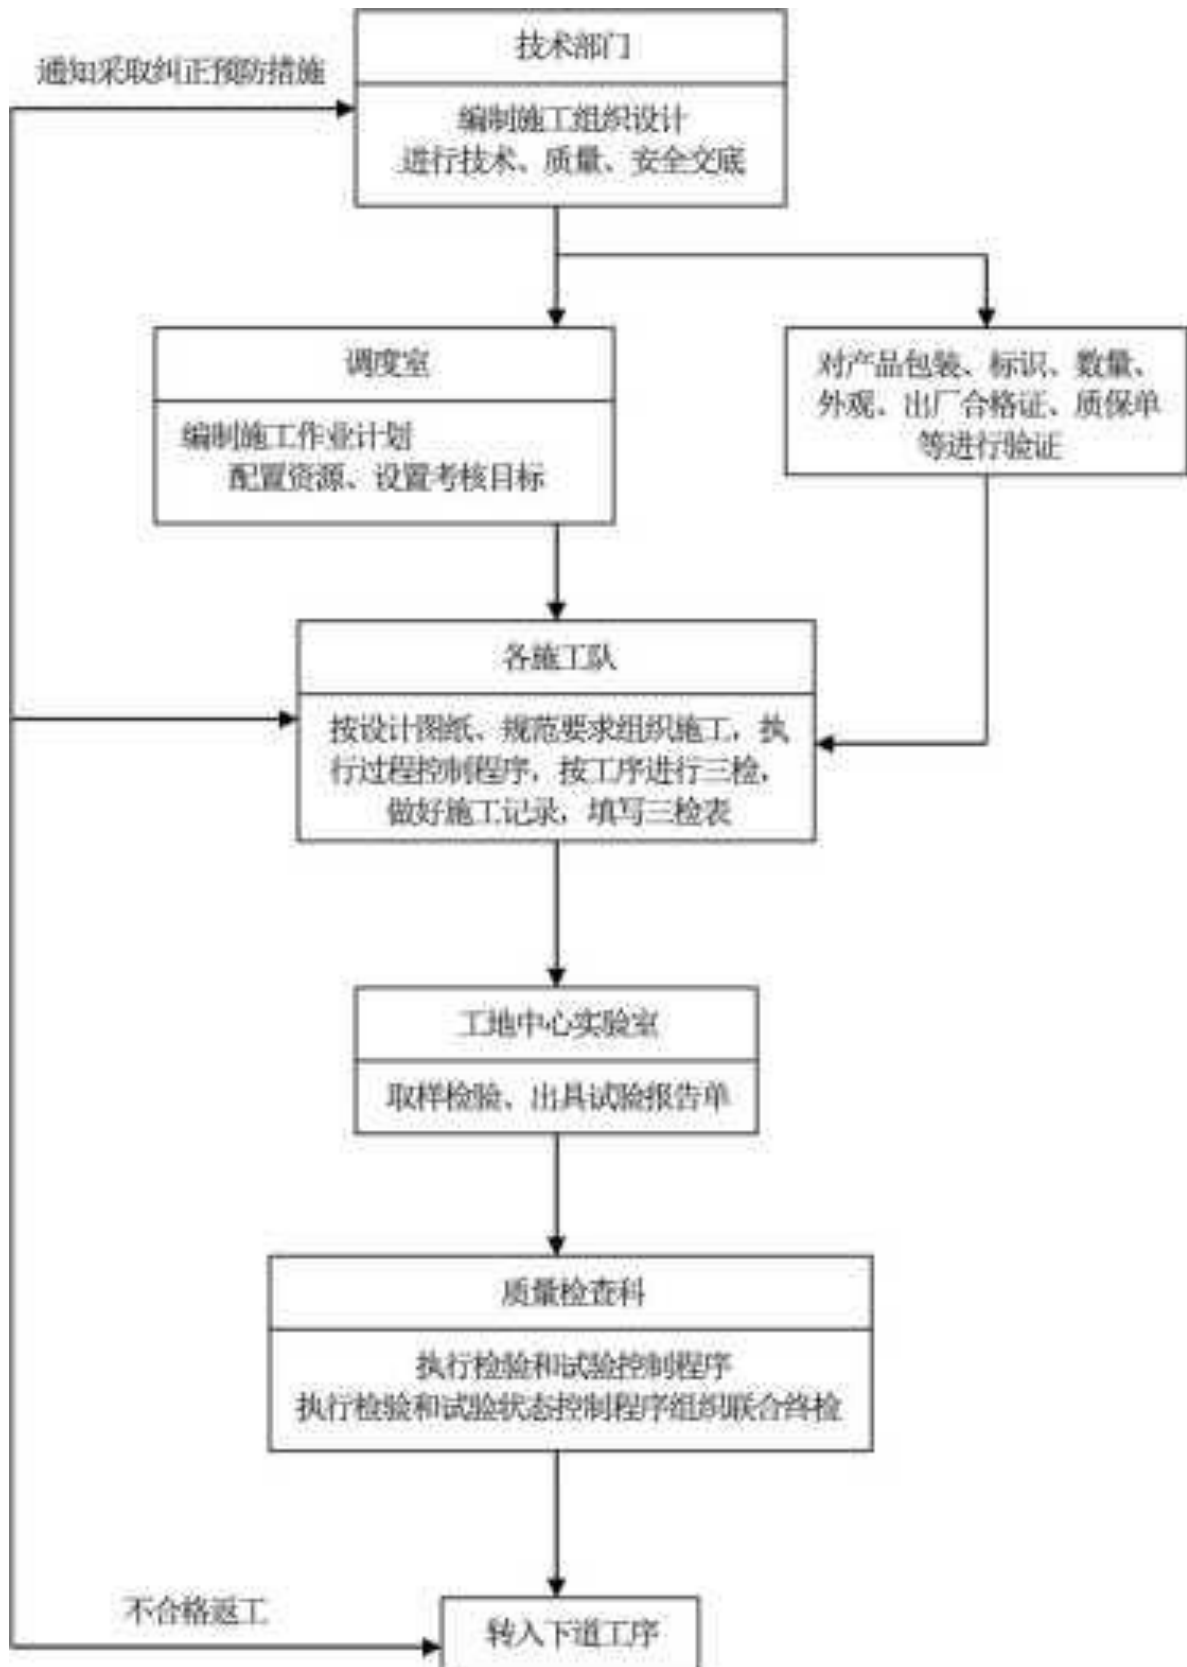 技术部门
通知采取纠正预防措施
编制施工组织设计
进行技术、质量、安全交底
调度室
编制施工作业计划
配置资源、设置考核目标
对产品包装、标识、数量、
外观、出厂合格证、质保单
等进行验证
各施工队
按设计图纸、规范要求组织施工，执
行过程控制程序，按工序进行三检，
做好施工记录，填写三检表
工地中心实验室
取样检验、出具试验报告单
质量检查科
执行检验和试验控制程序
执行检验和试验状态控制程序组织联合终检
不合格返工
转入下道工序